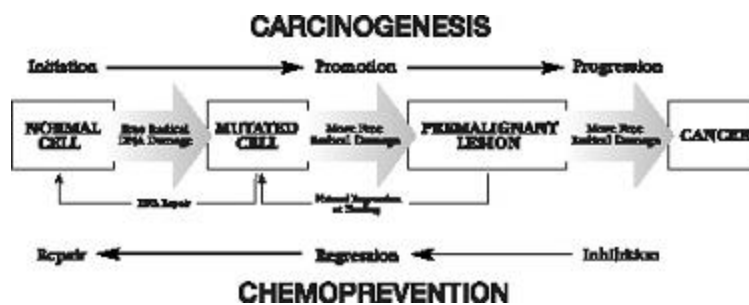 CARCINOGENESIS
Initiation Promotion Progression
NORMAL CELL
Free Radical DNA Damage
MUTATED CELL
More Free Radical Damage
PREMALIGNANT LESION
More Free Radical Damage
CANCER
DNA Repair
Repair Regression Inhibition
CHEMOPREVENTION